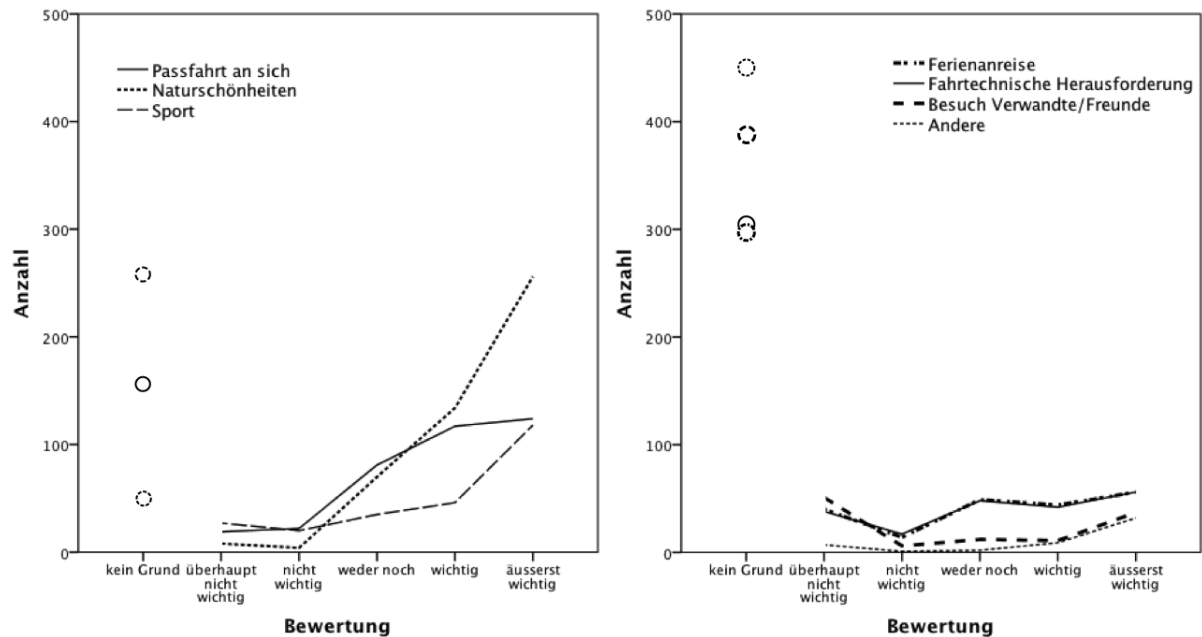 500
400
300
200
100
0
Anzahl
Passfahrt an sich
Naturschönheiten
Sport
kein Grund
überhaupt
nicht
wichtig
nicht
wichtig
weder noch
wichtig
äusserst
wichtig
Bewertung
500
400
300
200
100
0
Anzahl
Ferienanreise
Fahrtechnische Herausforderung
Besuch Verwandte/Freunde
Andere
kein Grund
überhaupt
nicht
wichtig
nicht
wichtig
weder noch
wichtig
äusserst
wichtig
Bewertung